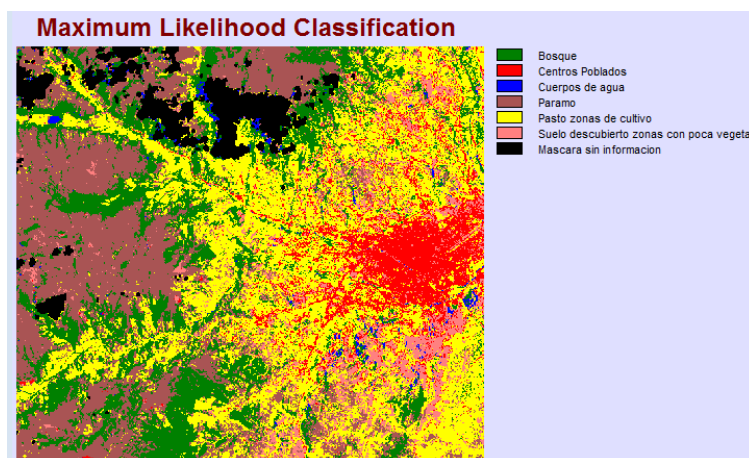 Maximum Likelihood Classification
Bosque
Centros Poblados
Cuerpos de agua
Paramo
Pasto zonas de cultivo
Suelo descubierto zonas con poca vegeta
Mascara sin informacion